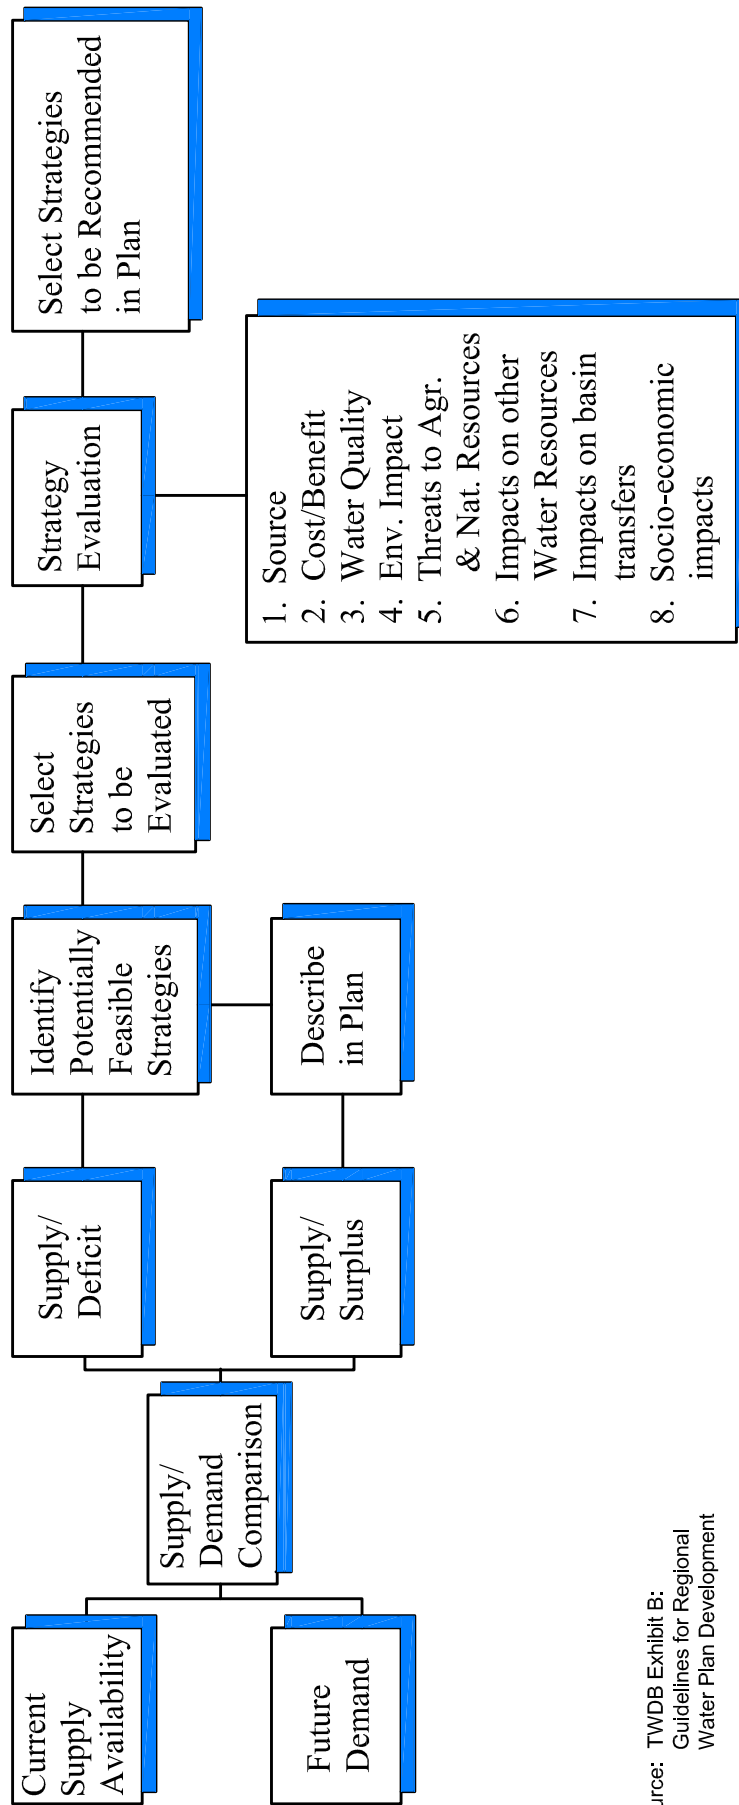 Current
Supply
Availability
Future
Demand
Supply/
Demand
Comparison
Supply/
Deficit
Supply/
Surplus
Identify
Potentially
Feasible
Strategies
Describe
in Plan
Select
Strategies
to be
Evaluated
Strategy
Evaluation
1. Source
2. Cost/Benefit
3. Water Quality
4. Env. Impact
5. Threats to Agr.
& Nat. Resources
6. Impacts on other
Water Resources
7. Impacts on basin
transfers
8. Socio-economic
impacts
Select Strategies
to be Recommended
in Plan
urce: TWDB Exhibit B:
Guidelines for Regional
Water Plan Development